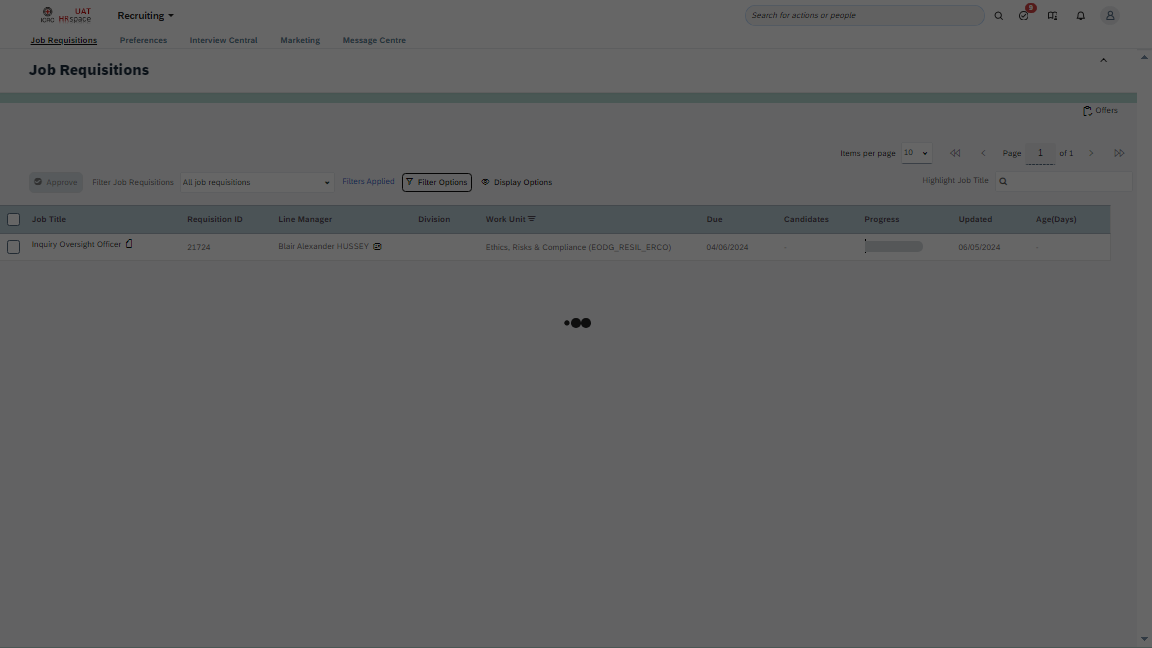 ICRC UAT HRspace Recruiting Search for actions or people 9
Job Requisitions Preferences Interview Central Marketing Message Centre
Job Requisitions
Offers
Items per page 10 Page 1 of 1
Approve Filter Job Requisitions All job requisitions Filters Applied Filter Options Display Options Highlight Job Title
Job Title Requisition ID Line Manager Division Work Unit Due Candidates Progress Updated Age(Days)
Inquiry Oversight Officer 21724 Blair Alexander HUSSEY Ethics, Risks & Compliance (EODG_RESIL_ERCO) 04/06/2024 - 06/05/2024 -